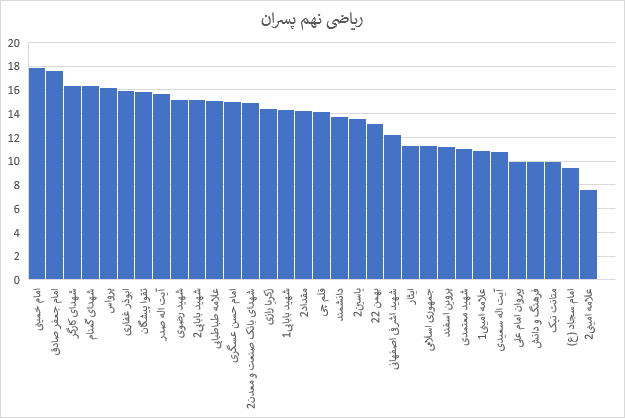 ریاضی نهم پسران
20
18
16
14
12
10
8
6
4
2
0
امام خمینی
امام جعفر صادق
شهدای کارگر
شهدای گمنام
پرواس
ابوذر غفاری
تقوا پیشگان
آیت اله صدر
شهید رضوی
شهید بابایی2
علامه طباطبایی
امام حسن عسگری
شهدای بانک صنعت و معدن2
زکریا رازی
شهید بابایی1
مقداد2
قلم چی
دانشمند
یاسین2
22 بهمن
شهید اشرفی اصفهانی
ایثار
جمهوری اسلامی
پروین اسفند
شهید معتمدی
علامه امینی1
آیت اله سعیدی
پیروان امام علی
فرهنگ و دانش
متانت نیک
امام سجاد (ع)
علامه امینی2